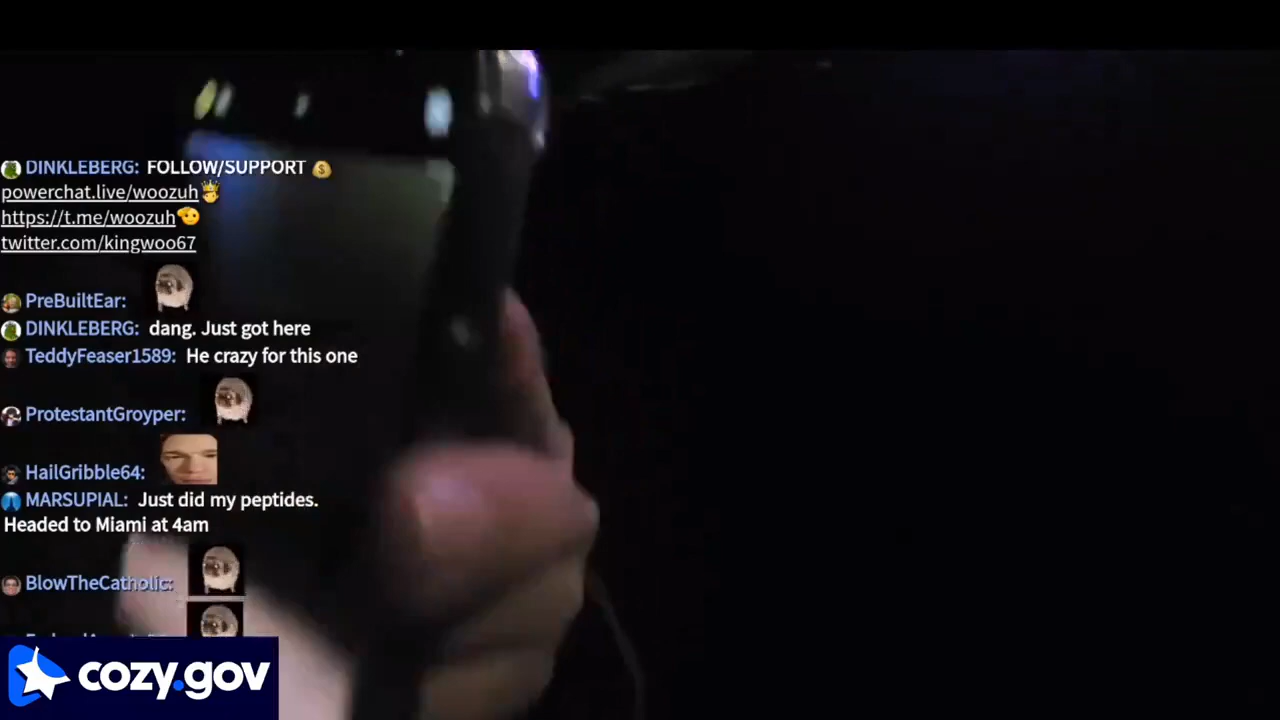 DINKLEBERG: FOLLOW/SUPPORT
powerchat.live/woozuh
https://t.me/woozuh
twitter.com/kingwoo67
PreBuiltEar:
DINKLEBERG: dang. Just got here
TeddyFeaser1589: He crazy for this one
ProtestantGroyper:
HailGribble64:
MARSUPIAL: Just did my peptides.
Headed to Miami at 4am
BlowTheCatholic:
cozy.gov